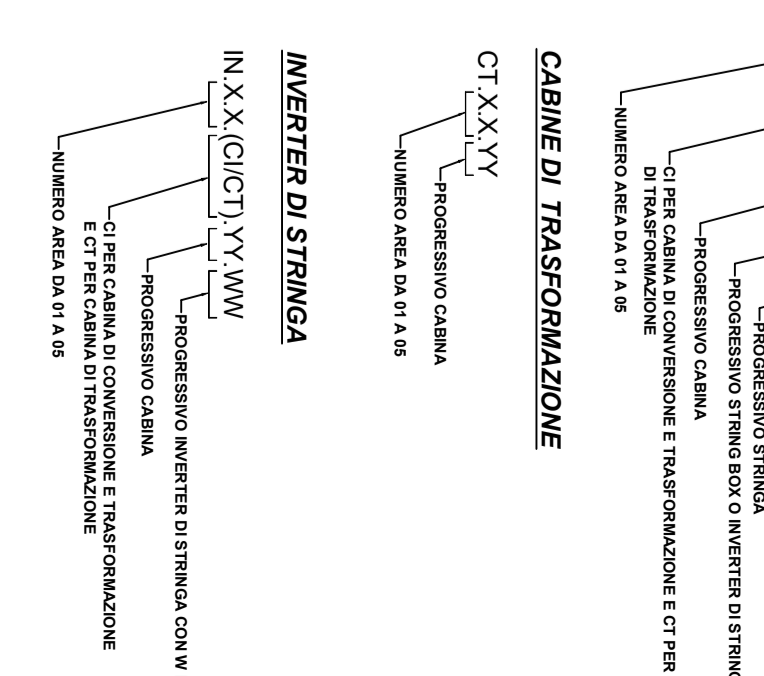 PROGRESSIVO STRINGA
PROGRESSIVO STRING BOX O INVERTER DI
PROGRESSIVO CABINA
CI PER CABINA DI CONVERSIONE E TRASFORMAZIONE E CT PER
DI TRASFORMAZIONE
NUMERO AREA DA 01 A 05
CABINE DI TRASFORMAZIONE
CT.X.X.YY
PROGRESSIVO CABINA
NUMERO AREA DA 01 A 05
INVERTER DI STRINGA
IN.X.X.(CI/CT).YY.WW
PROGRESSIVO INVERTER DI STRINGA CON W
PROGRESSIVO CABINA
CI PER CABINA DI CONVERSIONE E TRASFORMAZIONE
E CT PER CABINA DI TRASFORMAZIONE
NUMERO AREA DA 01 A 05